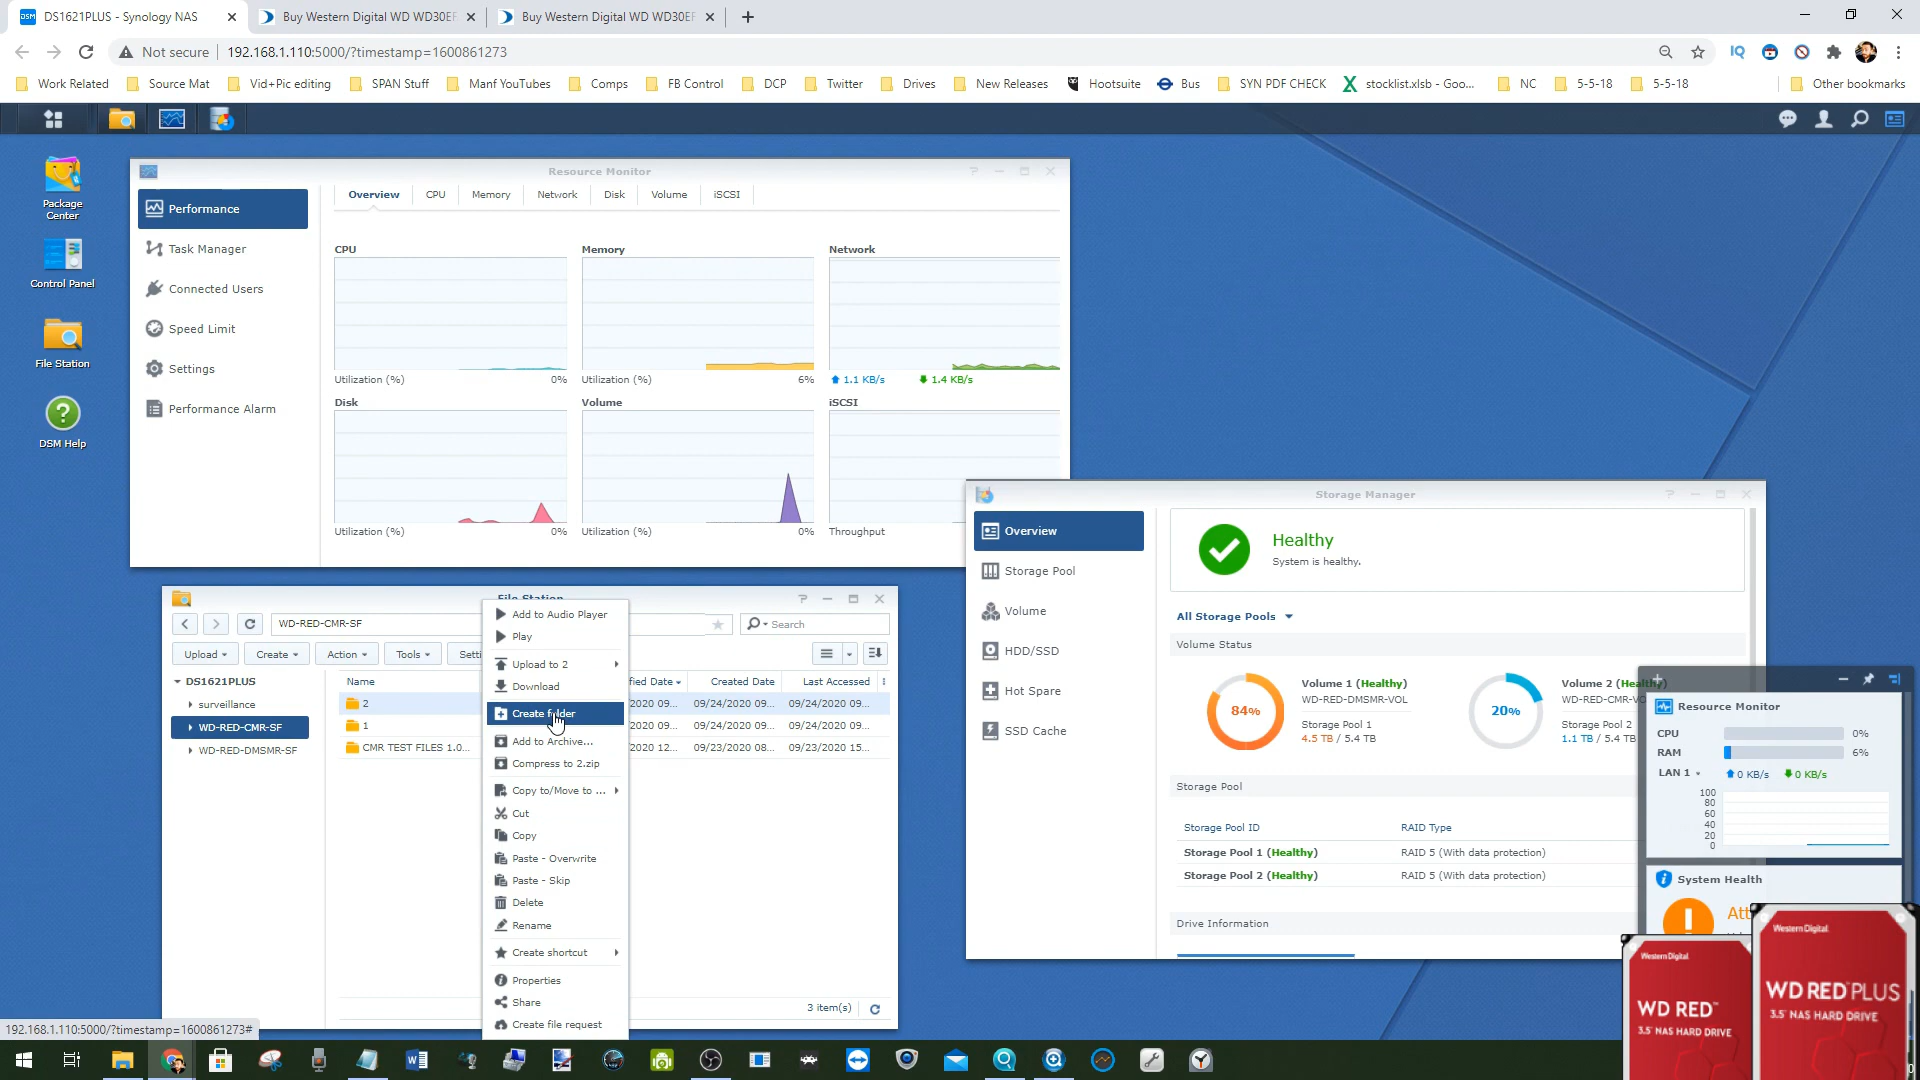 DS1621PLUS - Synology NAS
Buy Western Digital WD WD30EF
Buy Western Digital WD WD30EF
Not secure
192.168.1.110:5000/?timestamp=1600861273
Work Related
Source Mat
Vid+Pic editing
SPAN Stuff
Manf YouTubes
Comps
FB Control
DCP
Twitter
Drives
New Releases
Hootsuite
Bus
SYN PDF CHECK
stocklist.xlsb - Goo...
NC
5-5-18
5-5-18
Other bookmarks
Package
Center
Control Panel
File Station
DSM Help
Resource Monitor
Performance
Task Manager
Connected Users
Speed Limit
Settings
Performance Alarm
Overview
CPU
Memory
Network
Disk
Volume
iSCSI
CPU
Utilization (%)
0%
Memory
Utilization (%)
6%
Network
1.1 KB/s
1.4 KB/s
Disk
Utilization (%)
0%
Volume
Utilization (%)
0%
iSCSI
Throughput
File Station
WD-RED-CMR-SF
Search
Upload
Create
Action
Tools
Setti
DS1621PLUS
surveillance
WD-RED-CMR-SF
WD-RED-DMSMR-SF
Name
fied Date
Created Date
Last Accessed
2
2020 09...
09/24/2020 09...
09/24/2020 09...
1
2020 09...
09/24/2020 09...
09/24/2020 09...
CMR TEST FILES 1.0...
2020 12...
09/23/2020 08...
09/23/2020 15...
3 item(s)
Add to Audio Player
Play
Upload to 2
Download
Create folder
Add to Archive...
Compress to 2.zip
Copy to/Move to ...
Cut
Copy
Paste - Overwrite
Paste - Skip
Delete
Rename
Create shortcut
Properties
Share
Create file request
Storage Manager
Overview
Storage Pool
Volume
HDD/SSD
Hot Spare
SSD Cache
Healthy
System is healthy.
All Storage Pools
Volume Status
84%
Volume 1 (Healthy)
WD-RED-DMSMR-VOL
Storage Pool 1
4.5 TB / 5.4 TB
20%
Volume 2 (Healthy)
WD-RED-CMR-VO
Storage Pool 2
1.1 TB / 5.4 TB
Storage Pool
Storage Pool ID
RAID Type
Storage Pool 1 (Healthy)
RAID 5 (With data protection)
Storage Pool 2 (Healthy)
RAID 5 (With data protection)
Drive Information
Resource Monitor
CPU
0%
RAM
6%
LAN 1
0 KB/s
0 KB/s
100
80
60
40
20
0
System Health
Att
Western Digital
WD RED™
3.5" NAS HARD DRIVE
Western Digital
WD RED PLUS
3.5" NAS HARD DRIVE
192.168.1.110:5000/?timestamp=1600861273#